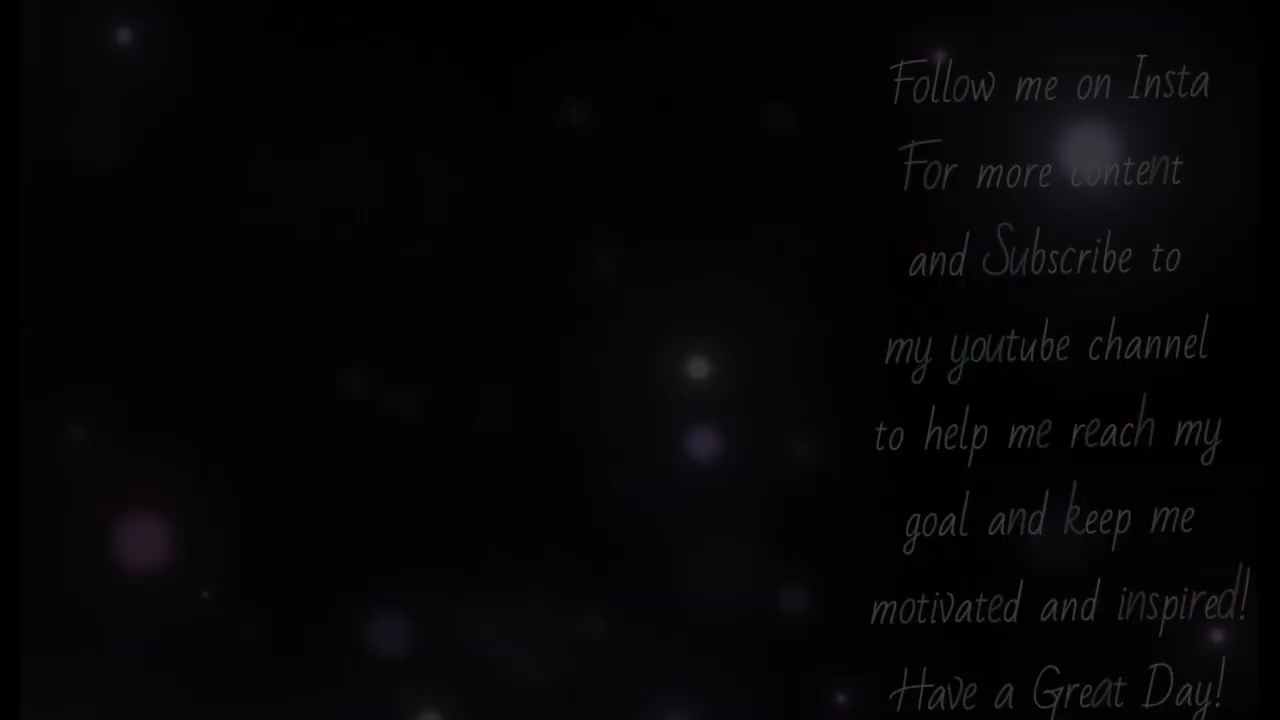 Follow me on Insta
For more content
and Subscribe to
my youtube channel
to help me reach my
goal and keep me
motivated and inspired!
Have a Great Day!